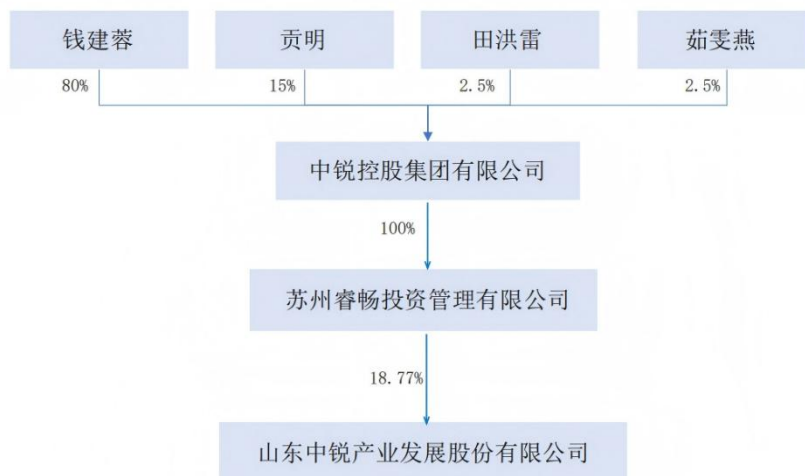 钱建蓉 贡明 田洪雷 茹雯燕
80% 15% 2.5% 2.5%
中锐控股集团有限公司
100%
苏州睿畅投资管理有限公司
18.77%
山东中锐产业发展股份有限公司